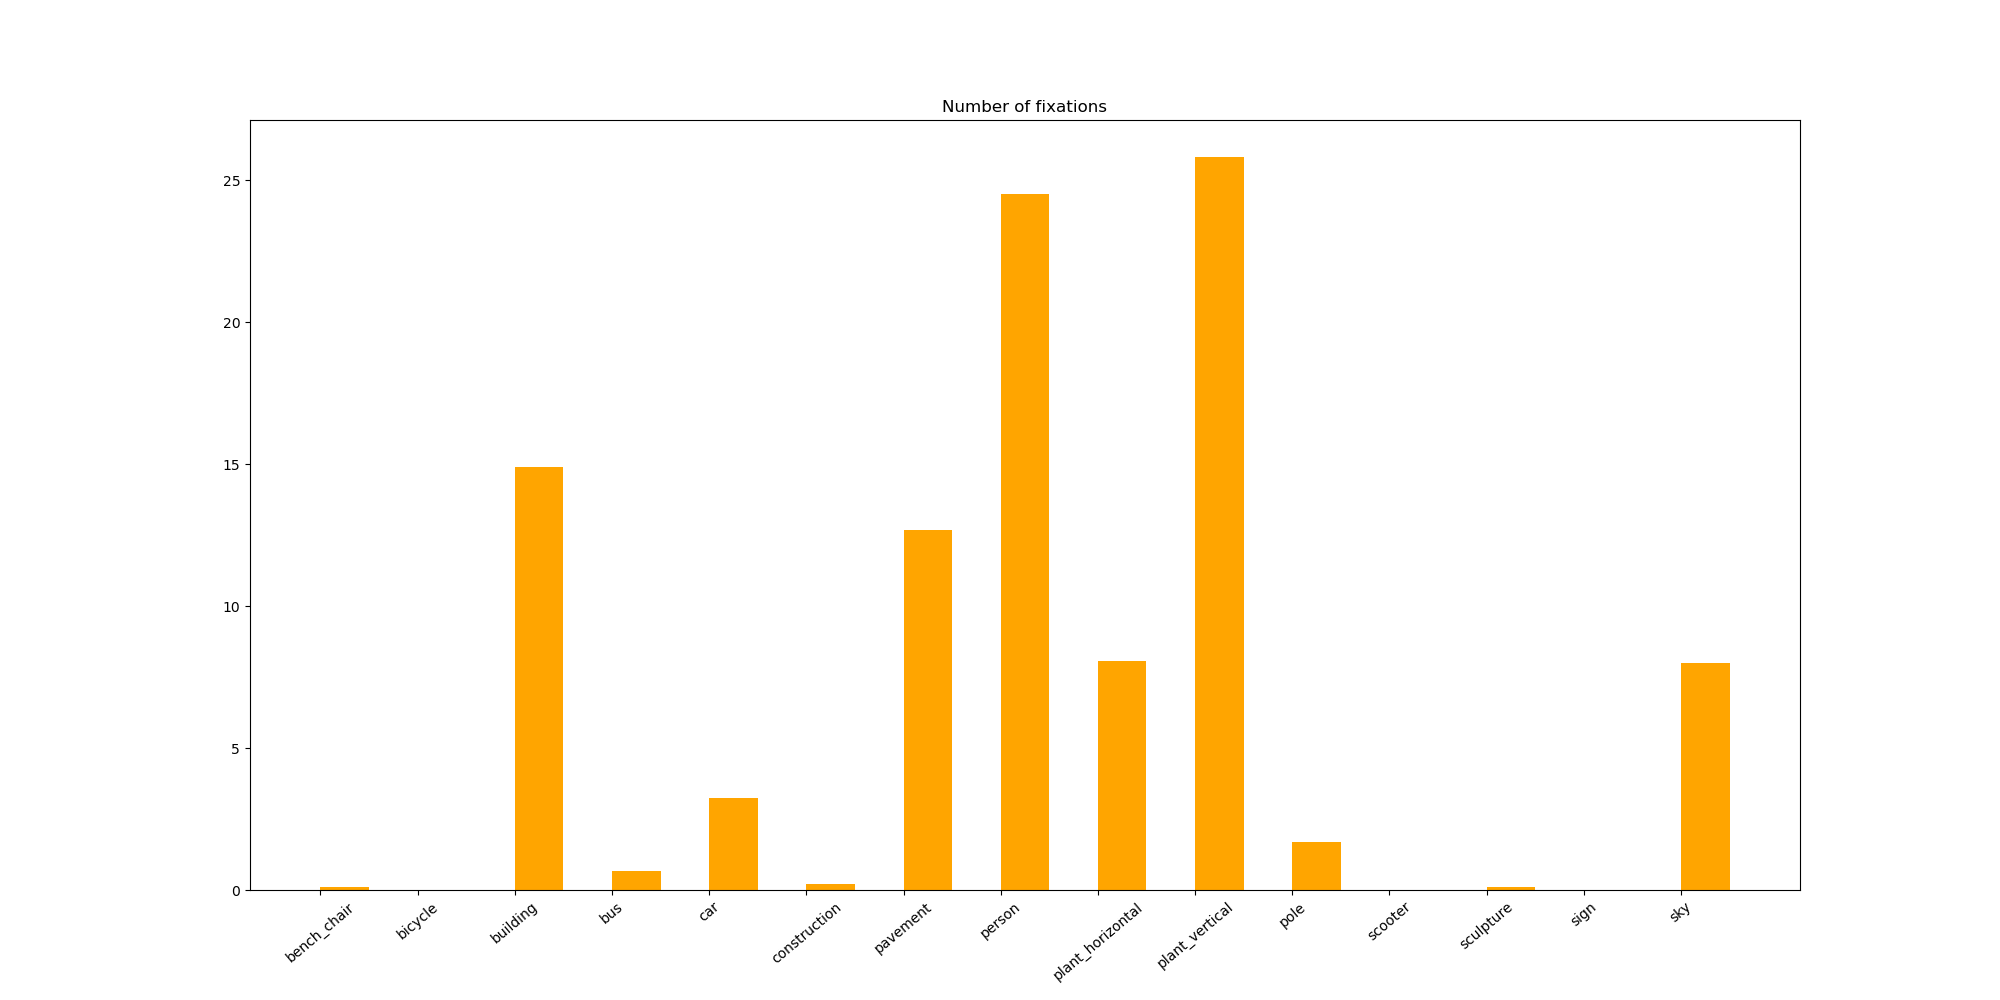 Number of fixations
25
20
15
10
5
0
bench_chair
bicycle
building
bus
car
construction
pavement
person
plant_horizontal
plant_vertical
pole
scooter
sculpture
sign
sky